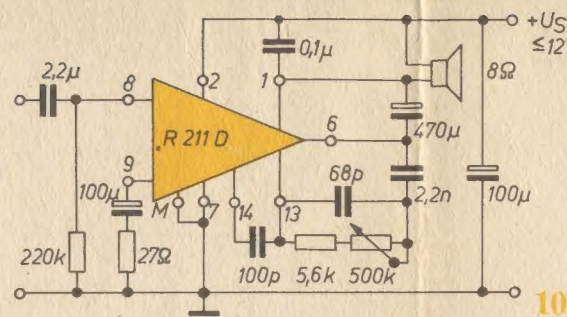 +US
≤12
2,2µ
8
2
0,1µ
1
8Ω
R 211 D
6
470µ
9
100µ
M
7
14
13
68p
2,2n
100µ
220k
27Ω
100p
5,6k
500k
10